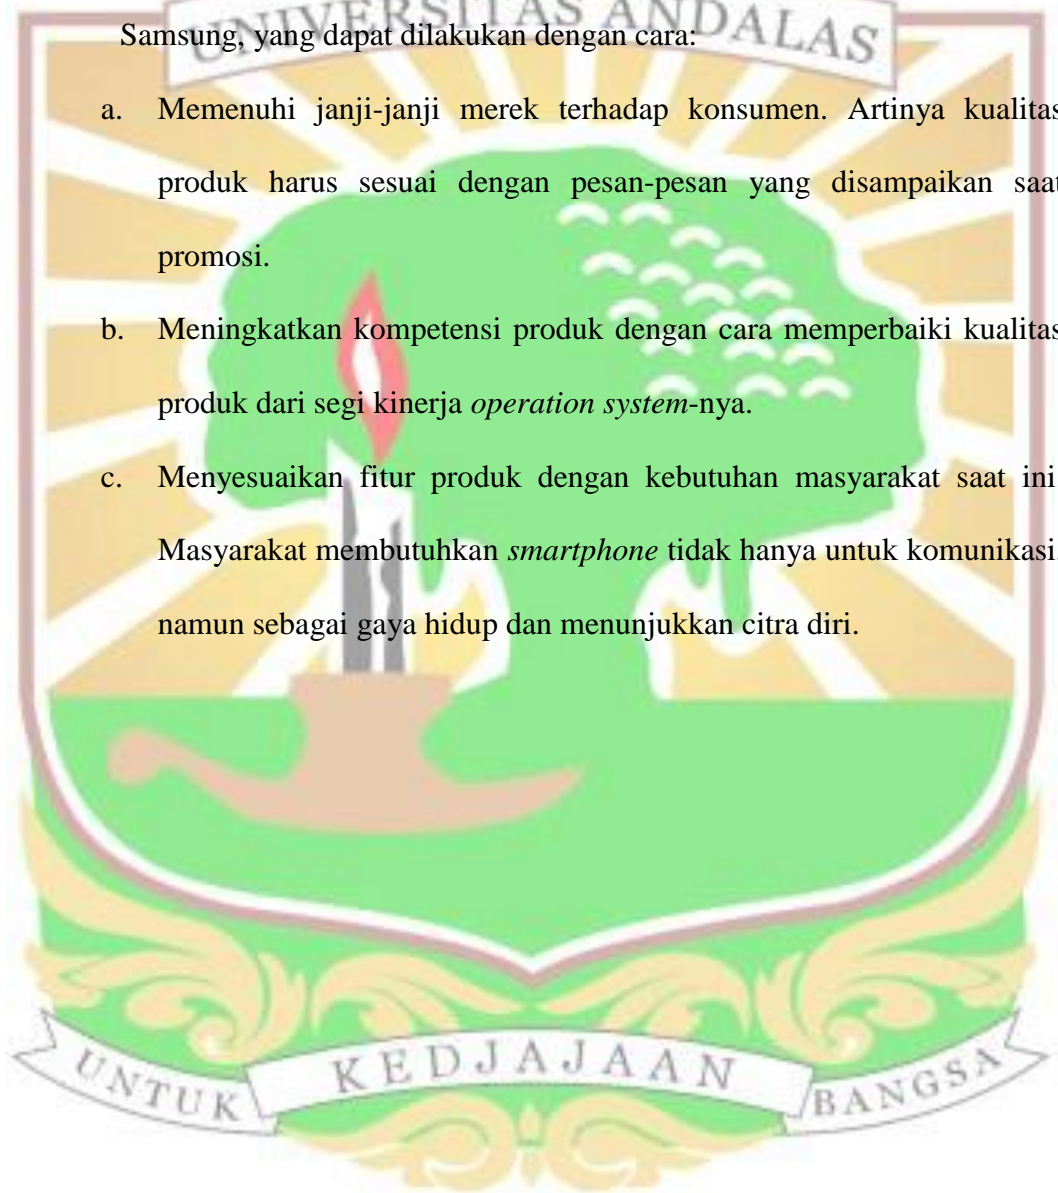 UNIVERSITAS ANDALAS
Samsung, yang dapat dilakukan dengan cara:
a. Memenuhi janji-janji merek terhadap konsumen. Artinya kualitas
produk harus sesuai dengan pesan-pesan yang disampaikan saat
promosi.
b. Meningkatkan kompetensi produk dengan cara memperbaiki kualitas
produk dari segi kinerja operation system-nya.
c. Menyesuaikan fitur produk dengan kebutuhan masyarakat saat ini
Masyarakat membutuhkan smartphone tidak hanya untuk komunikasi.
namun sebagai gaya hidup dan menunjukkan citra diri.
UNTUK KEDJAJAAN BANGSA